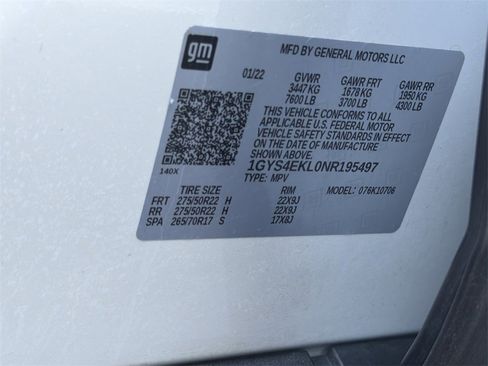 gm
MFD BY GENERAL MOTORS LLC
01/22 GVWR GAWR FRT GAWR RR
3447 KG 1678 KG 1950 KG
7600 LB 3700 LB 4300 LB
THIS VEHICLE CONFORMS TO ALL
APPLICABLE U.S. FEDERAL MOTOR
VEHICLE SAFETY STANDARDS IN EFFECT
ON THE DATE OF MANUFACTURE
SHOWN ABOVE.
140X
1GYS4EKL0NR195497
TYPE: MPV MODEL: 076K10706
TIRE SIZE RIM
FRT 275/50R22 H 22X9J
RR 275/50R22 H 22X9J
SPA 265/70R17 S 17X8J